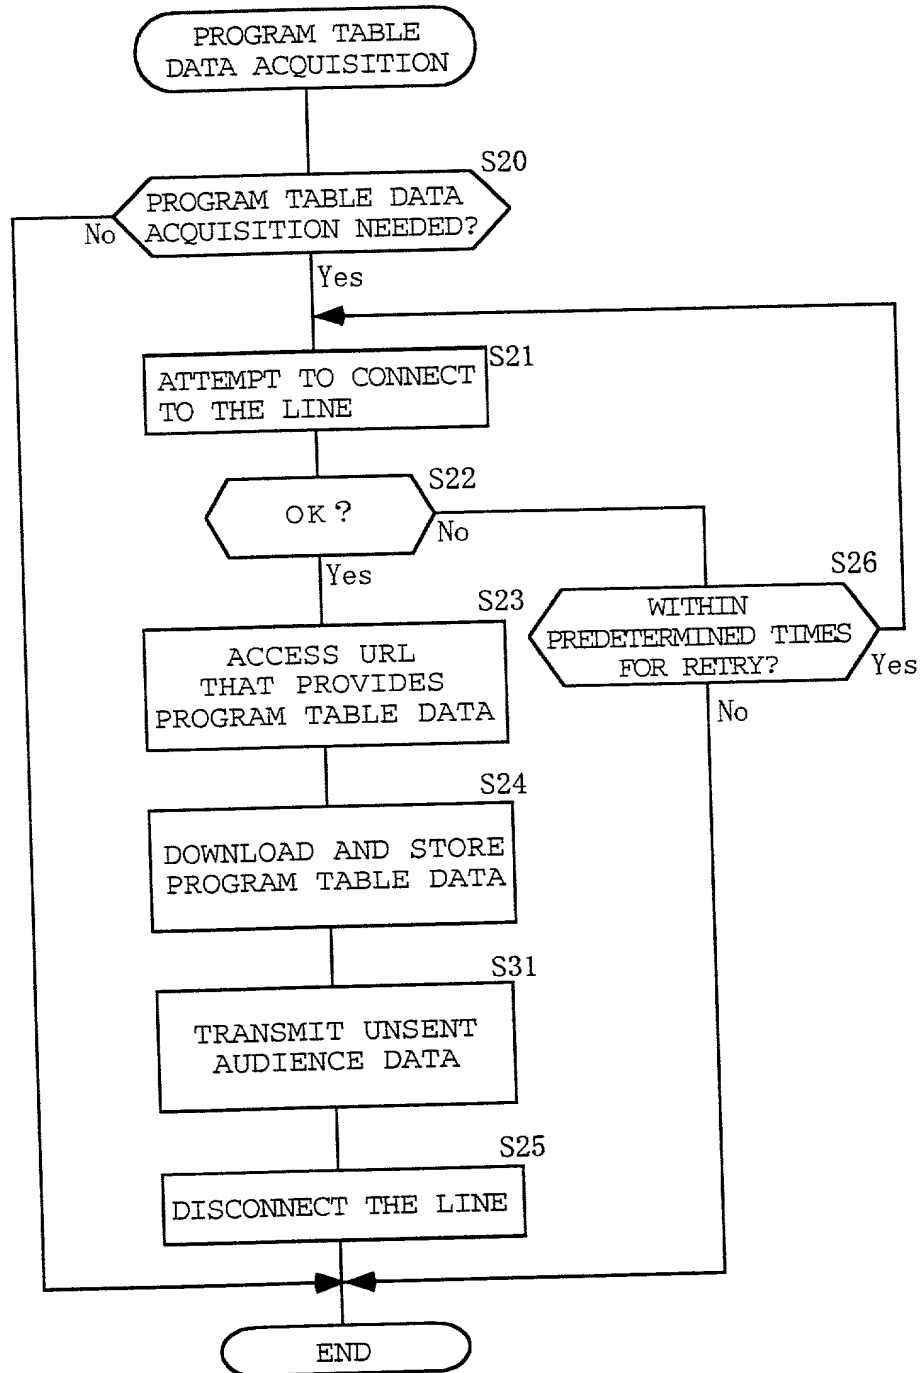 PROGRAM TABLE
DATA ACQUISITION
S20
PROGRAM TABLE DATA
ACQUISITION NEEDED?
No
Yes
S21
ATTEMPT TO CONNECT
TO THE LINE
S22
OK?
No
Yes
S26
WITHIN
PREDETERMINED TIMES
FOR RETRY?
Yes
No
S23
ACCESS URL
THAT PROVIDES
PROGRAM TABLE DATA
S24
DOWNLOAD AND STORE
PROGRAM TABLE DATA
S31
TRANSMIT UNSENT
AUDIENCE DATA
S25
DISCONNECT THE LINE
END